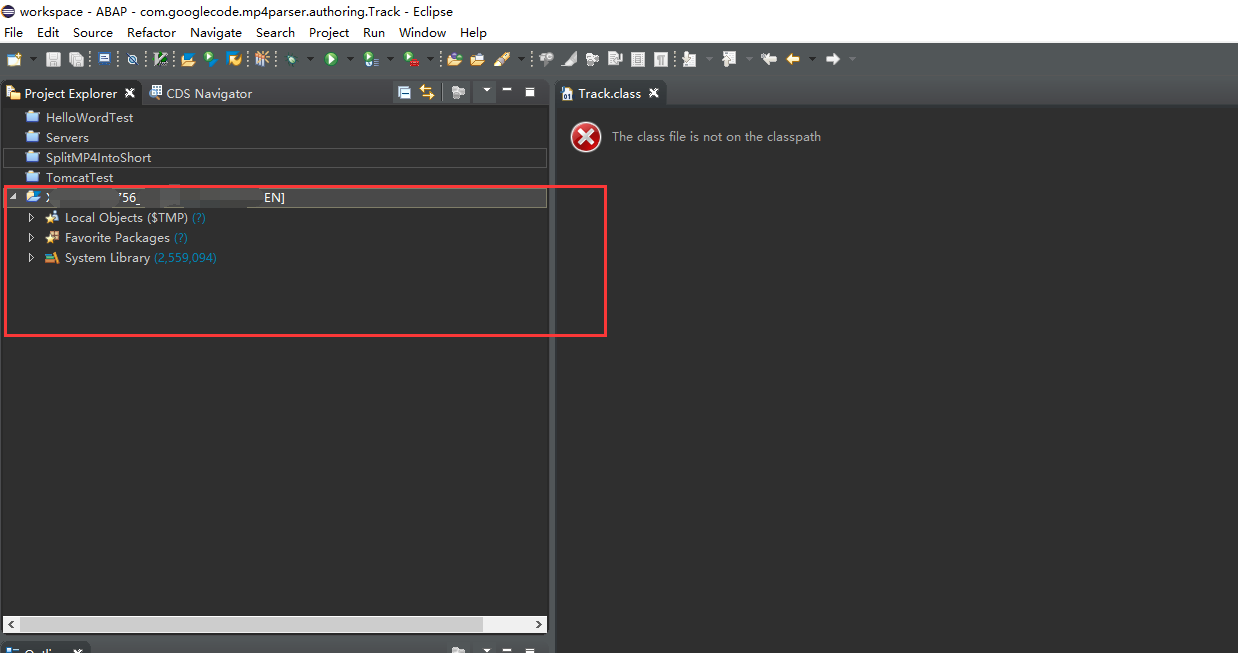 workspace - ABAP - com.googlecode.mp4parser.authoring.Track - Eclipse
File Edit Source Refactor Navigate Search Project Run Window Help
Project Explorer CDS Navigator
Track.class
The class file is not on the classpath
HelloWordTest
Servers
SplitMP4IntoShort
TomcatTest
56_ EN]
Local Objects ($TMP) (?)
Favorite Packages (?)
System Library (2,559,094)